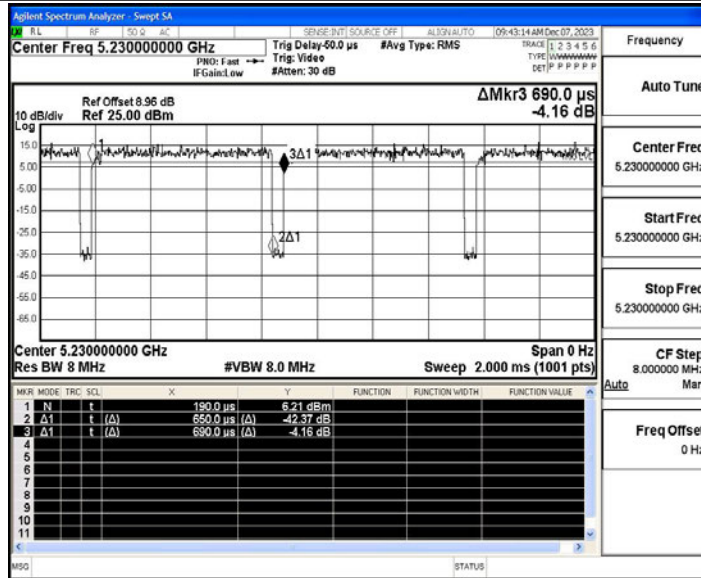 Agilent Spectrum Analyzer - Swept SA
RL RF 50 Ω AC SENSE:INT SOURCE OFF ALIGN AUTO 09:43:14 AM Dec 07, 2023
Center Freq 5.230000000 GHz
PNO: Fast
IFGain:Low
Trig Delay-50.0 µs
Trig: Video
#Atten: 30 dB
#Avg Type: RMS
TRACE 1 2 3 4 5 6
TYPE
DET P P P P P P
Frequency
Auto Tune
Center Freq
5.230000000 GHz
Start Freq
5.230000000 GHz
Stop Freq
5.230000000 GHz
CF Step
8.000000 MHz
Auto Man
Freq Offset
0 Hz
ΔMkr3 690.0 µs
-4.16 dB
Ref Offset 8.96 dB
Ref 25.00 dBm
10 dB/div
Log
15.0
5.00
-5.00
-15.0
-25.0
-35.0
-45.0
-55.0
-65.0
1
3Δ1
2Δ1
Center 5.230000000 GHz Span 0 Hz
Res BW 8 MHz #VBW 8.0 MHz Sweep 2.000 ms (1001 pts)
MKR MODE TRC SCL X Y FUNCTION FUNCTION WIDTH FUNCTION VALUE
1 N t 190.0 µs 6.21 dBm
2 Δ1 t (Δ) 650.0 µs (Δ) -42.37 dB
3 Δ1 t (Δ) 690.0 µs (Δ) -4.16 dB
4
5
6
7
8
9
10
11
MSG STATUS